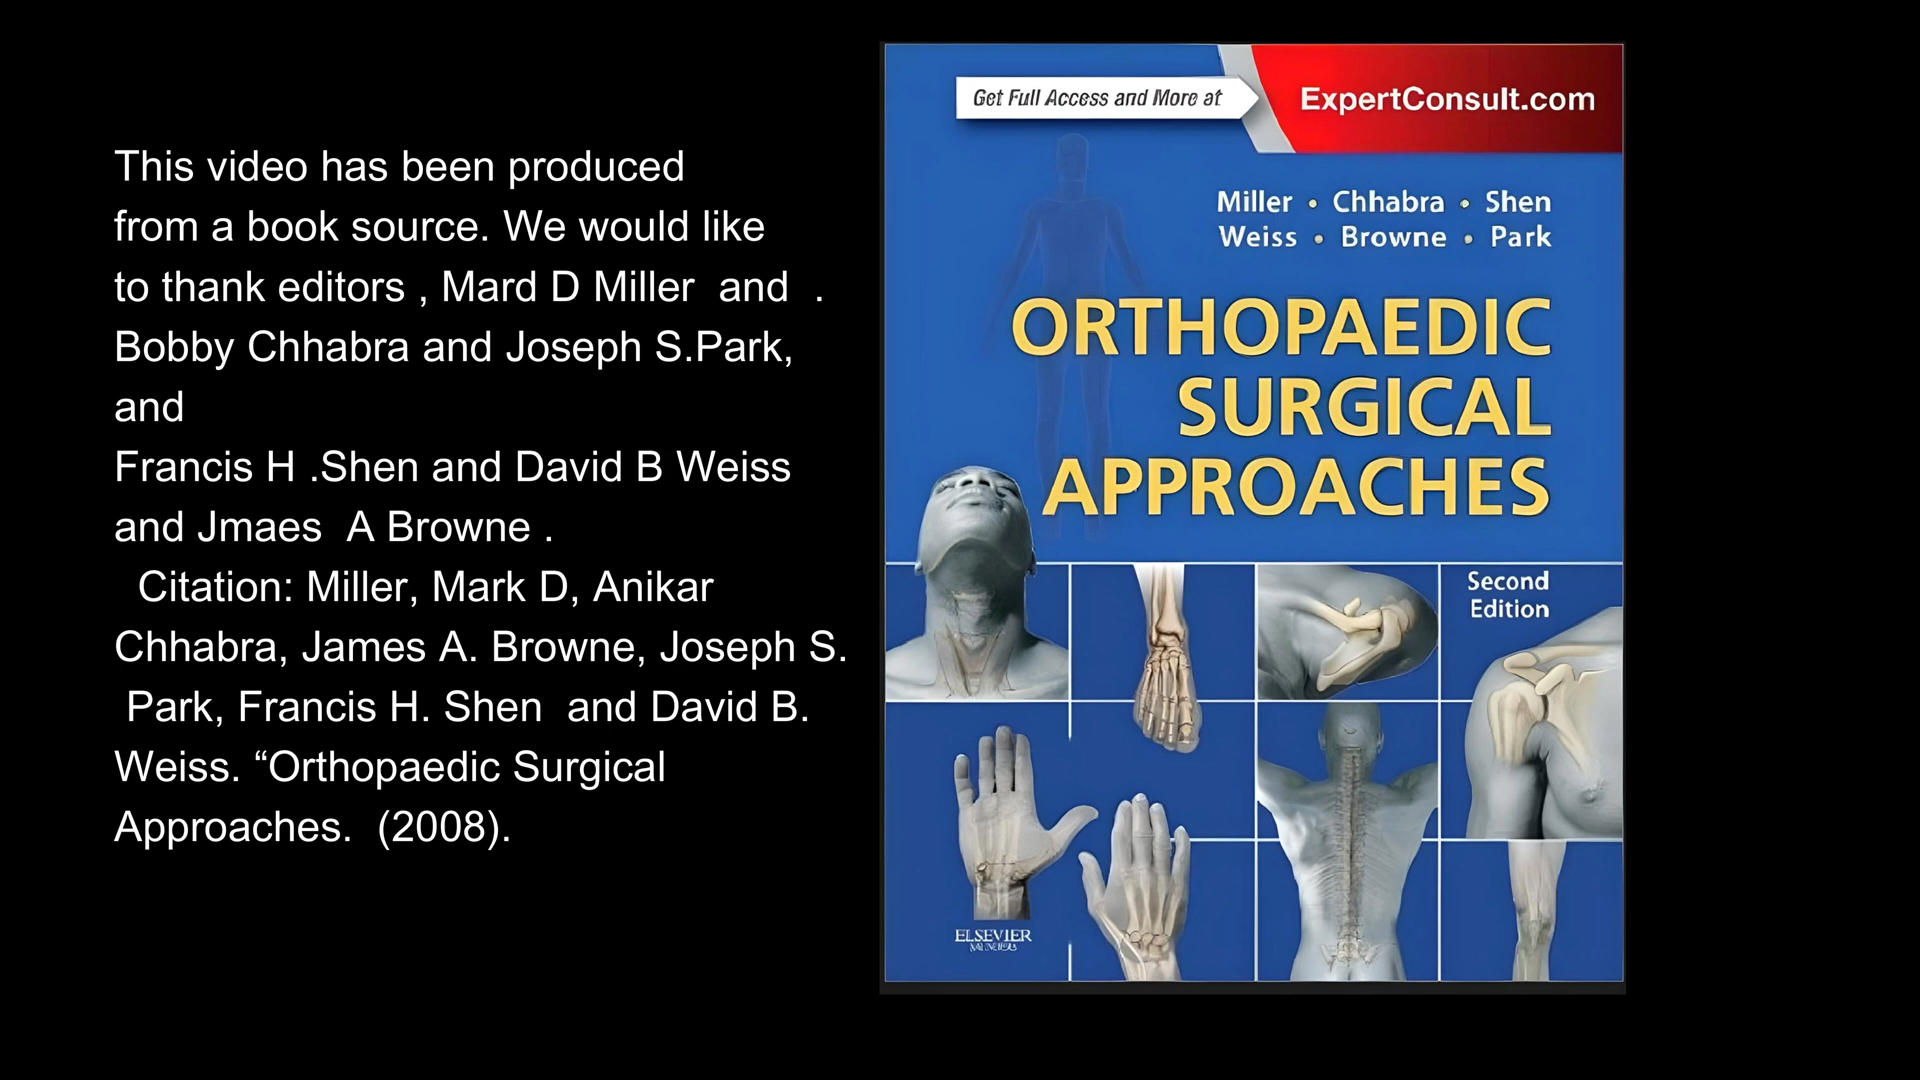 This video has been produced
from a book source. We would like
to thank editors , Mard D Miller  and  .
Bobby Chhabra and Joseph S.Park,
and
Francis H .Shen and David B Weiss
and Jmaes  A Browne .
Citation: Miller, Mark D, Anikar
Chhabra, James A. Browne, Joseph S.
Park, Francis H. Shen  and David B.
Weiss. “Orthopaedic Surgical
Approaches.  (2008).
Get Full Access and More at
ExpertConsult.com
Miller • Chhabra • Shen
Weiss • Browne • Park
ORTHOPAEDIC
SURGICAL
APPROACHES
Second
Edition
ELSEVIER